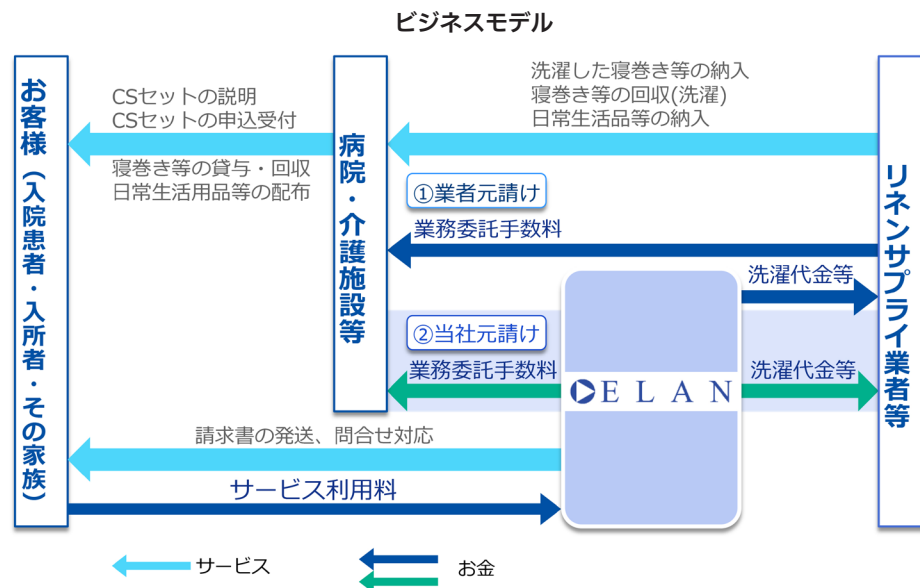 ビジネスモデル
お客様(入院患者・入所者・その家族)
CSセットの説明
CSセットの申込受付
寝巻き等の貸与・回収
日常生活用品等の配布
病院・介護施設等
洗濯した寝巻き等の納入
寝巻き等の回収(洗濯)
日常生活品等の納入
①業者元請け
業務委託手数料
洗濯代金等
②当社元請け
業務委託手数料
洗濯代金等
ELAN
リネンサプライ業者等
請求書の発送、問合せ対応
サービス利用料
サービス
お金